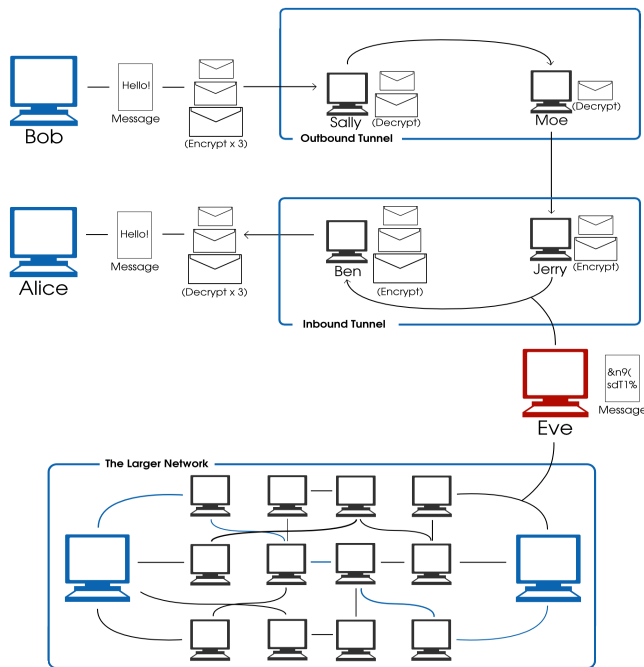 Hello!
Message
Bob
(Encrypt x 3)
Sally
(Decrypt)
Moe
(Decrypt)
Outbound Tunnel
Hello!
Message
Alice
(Decrypt x 3)
Ben
(Encrypt)
Jerry
(Encrypt)
Inbound Tunnel
&n9(
sdT1%
Message
Eve
The Larger Network